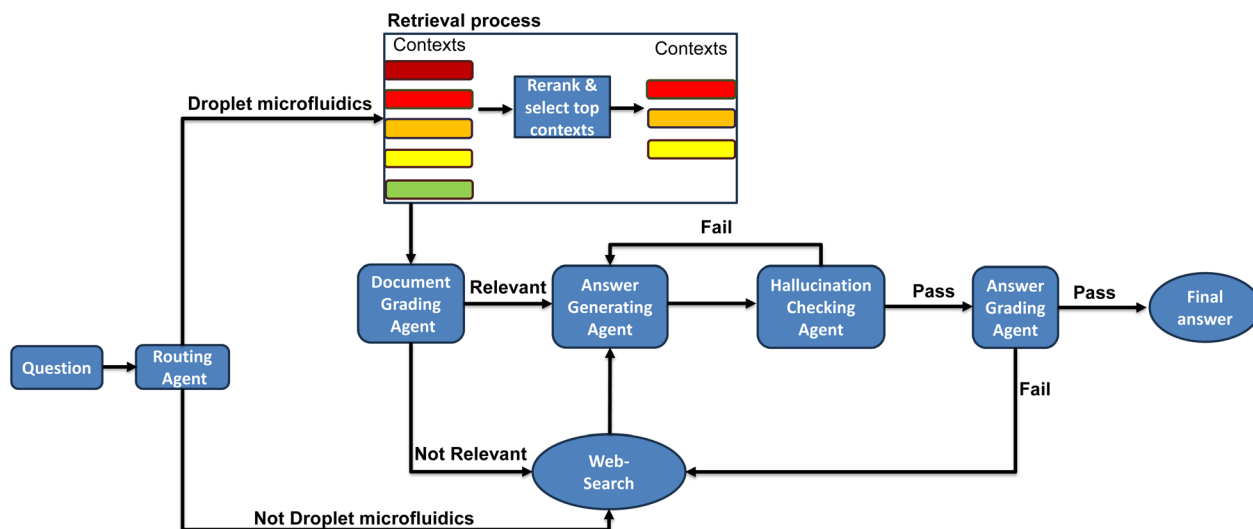 Retrieval process
Contexts
Contexts
Rerank &
select top
contexts
Droplet microfluidics
Fail
Document
Grading
Agent
Relevant
Answer
Generating
Agent
Hallucination
Checking
Agent
Pass
Answer
Grading
Agent
Pass
Final
answer
Question
Routing
Agent
Fail
Not Relevant
Web-
Search
Not Droplet microfluidics